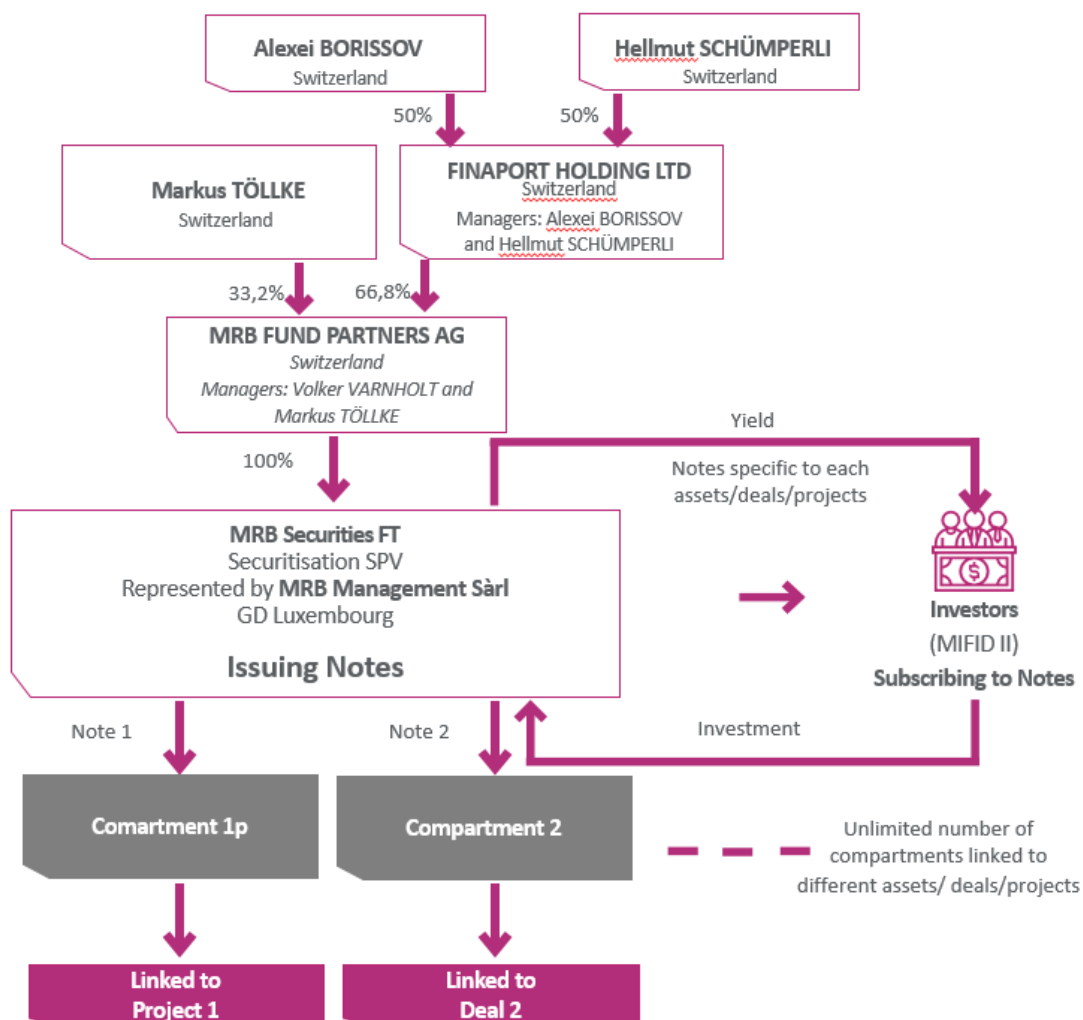 Alexei BORISSOV
Switzerland
Hellmut SCHÜMPERLI
Switzerland
50%
50%
Markus TÖLLKE
Switzerland
FINAPORT HOLDING LTD
Switzerland
Managers: Alexei BORISSOV
and Hellmut SCHÜMPERLI
33,2%
66,8%
MRB FUND PARTNERS AG
Switzerland
Managers: Volker VARNHOLT and
Markus TÖLLKE
100%
Yield
Notes specific to each
assets/deals/projects
MRB Securities FT
Securitisation SPV
Represented by MRB Management Sàrl
GD Luxembourg
Issuing Notes
$
Investors
(MIFID II)
Subscribing to Notes
Note 1
Note 2
Investment
Comartment 1p
Compartment 2
Unlimited number of
compartments linked to
different assets/ deals/projects
Linked to
Project 1
Linked to
Deal 2